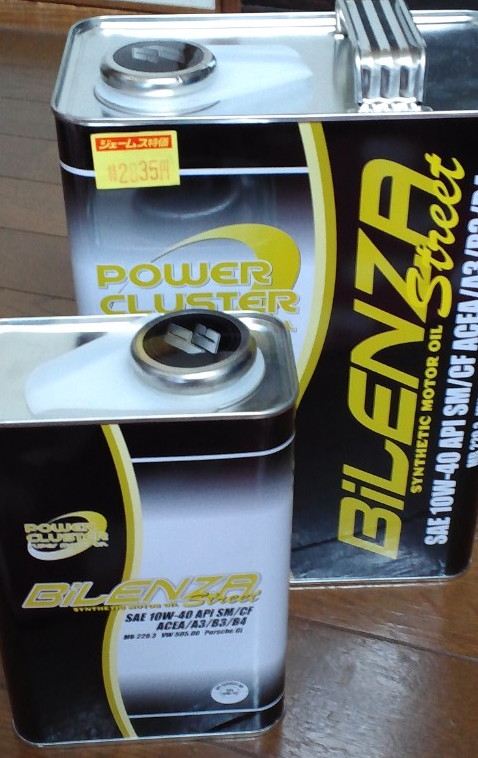 ジェームス特価
特2835円
POWER
CLUSTER
BiLENZA
Street
SYNTHETIC MOTOR OIL
SAE 10W-40 API SM/CF ACEA/A3/B3/B4
POWER
CLUSTER
BiLENZA
Street
SYNTHETIC MOTOR OIL
SAE 10W-40 API SM/CF
ACEA/A3/B3/B4
MB 229.3 VW 505.00 Porsche